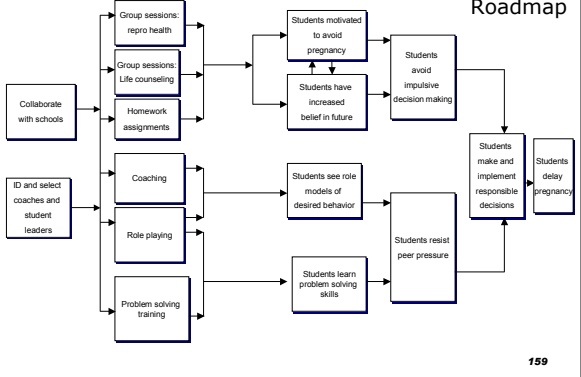 Roadmap
Group sessions:
repro health
Group sessions:
Life counseling
Homework
assignments
Collaborate
with schools
ID and select
coaches and
student
leaders
Coaching
Role playing
Problem solving
training
Students motivated
to avoid
pregnancy
Students have
increased
belief in future
Students see role
models of
desired behavior
Students learn
problem solving
skills
Students
avoid
impulsive
decision making
Students resist
peer pressure
Students
make and
implement
responsible
decisions
Students
delay
pregnancy
159